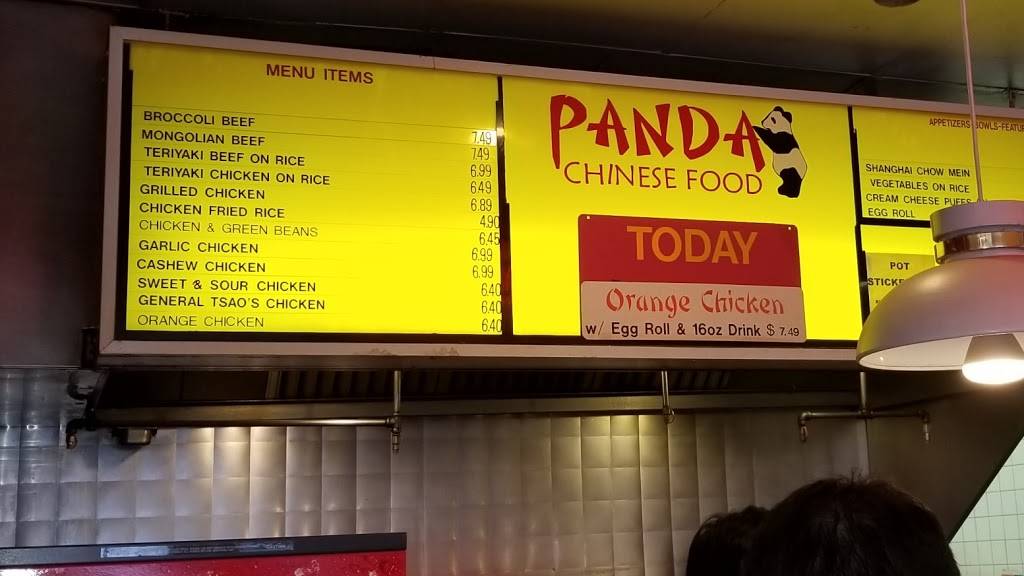 MENU ITEMS
BROCCOLI BEEF 7.49
MONGOLIAN BEEF 7.49
TERIYAKI BEEF ON RICE 6.99
TERIYAKI CHICKEN ON RICE 6.49
GRILLED CHICKEN 6.89
CHICKEN FRIED RICE 4.90
CHICKEN & GREEN BEANS 6.45
GARLIC CHICKEN 6.99
CASHEW CHICKEN 6.99
SWEET & SOUR CHICKEN 6.40
GENERAL TSAO'S CHICKEN 6.40
ORANGE CHICKEN 6.40
PANDA
CHINESE FOOD
TODAY
Orange Chicken
w/ Egg Roll & 16oz Drink $ 7.49
APPETIZERS BOWLS-FEATU
SHANGHAI CHOW MEIN
VEGETABLES ON RICE
CREAM CHEESE PUFFS
EGG ROLL
POT
STICKE